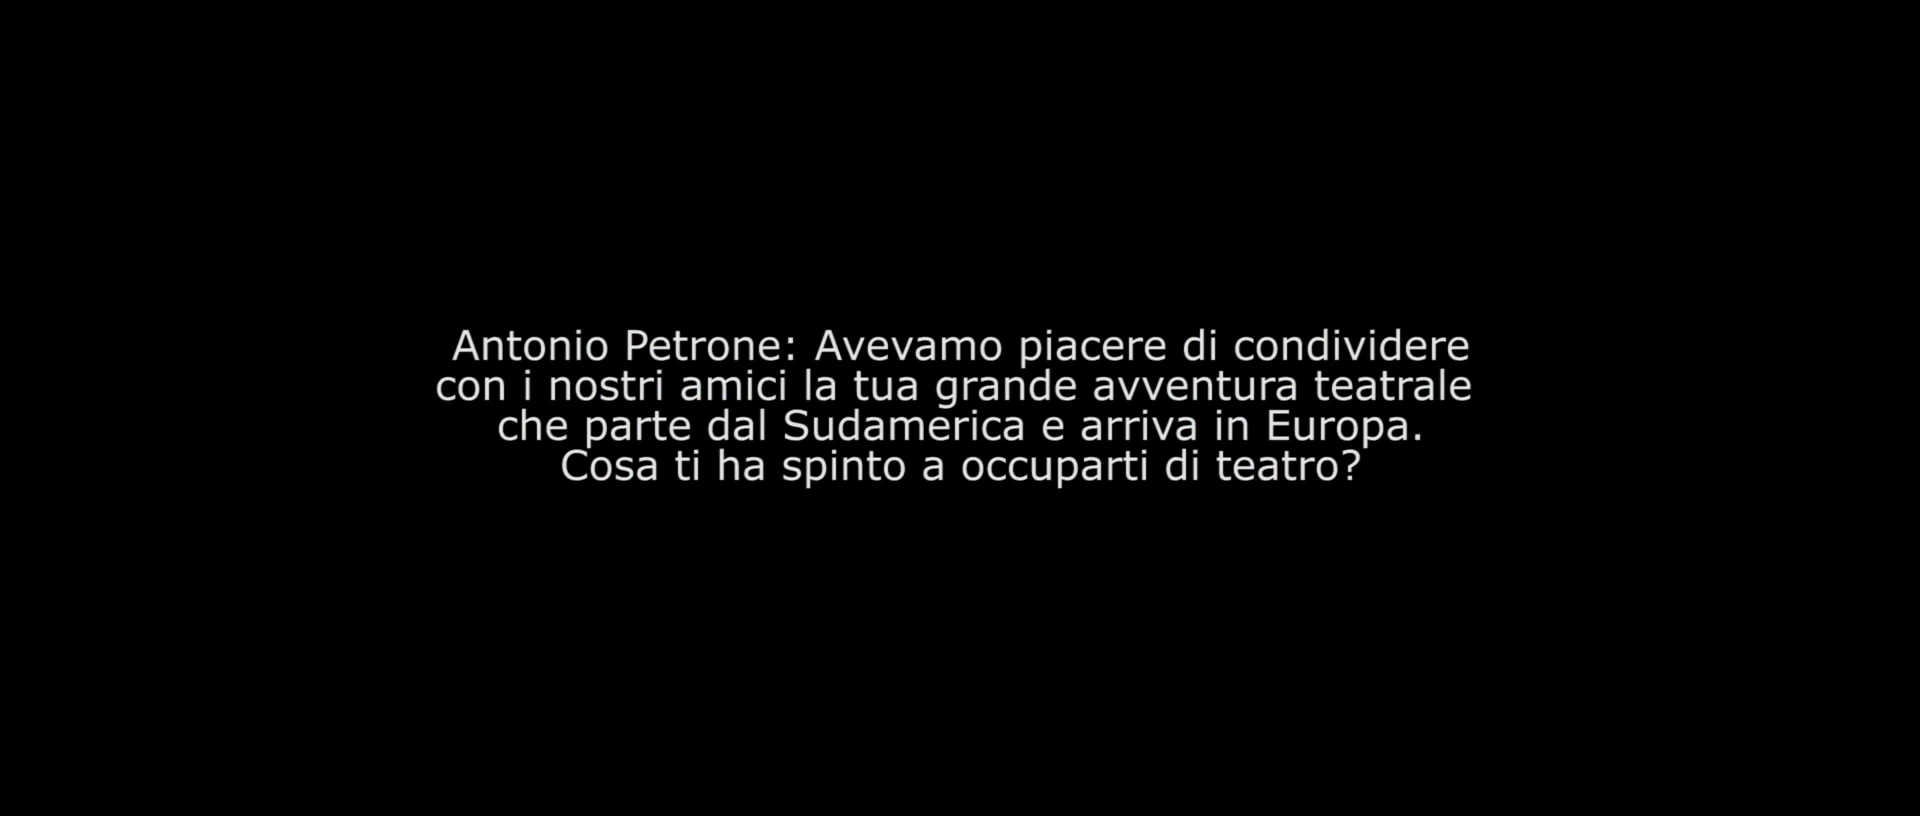 Antonio Petrone: Avevamo piacere di condividere
con i nostri amici la tua grande avventura teatrale
che parte dal Sudamerica e arriva in Europa.
Cosa ti ha spinto a occuparti di teatro?